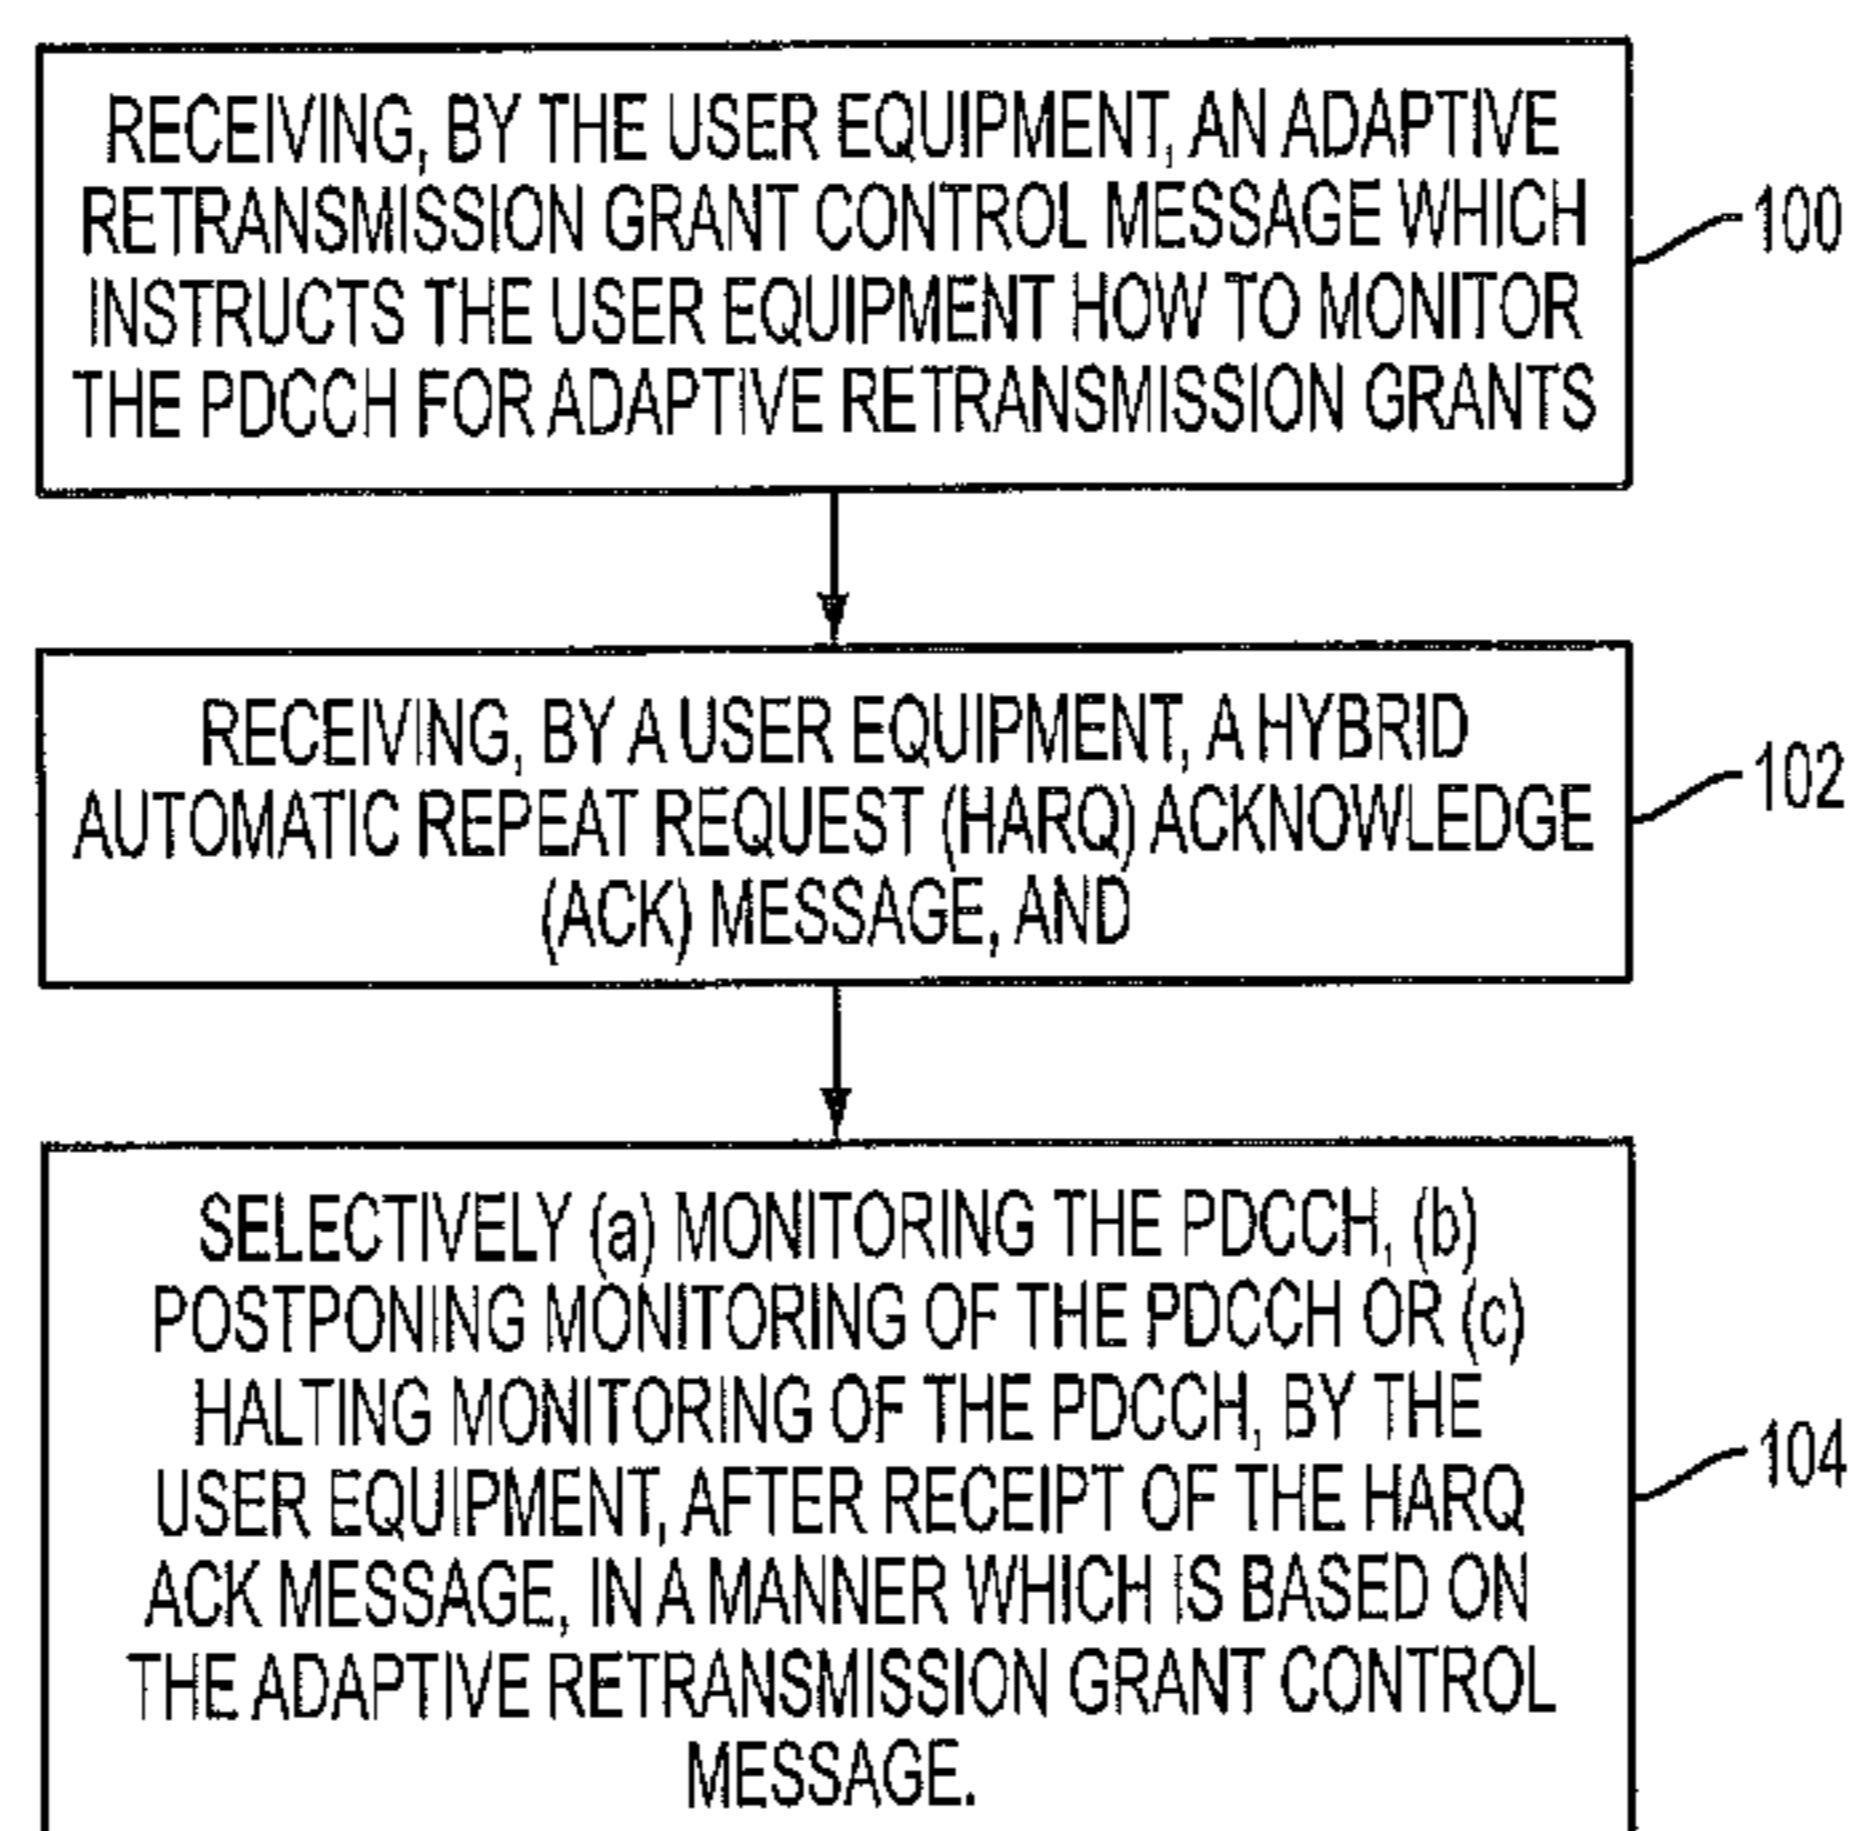 RECEIVING, BY THE USER EQUIPMENT, AN ADAPTIVE
RETRANSMISSION GRANT CONTROL MESSAGE WHICH
INSTRUCTS THE USER EQUIPMENT HOW TO MONITOR
THE PDCCH FOR ADAPTIVE RETRANSMISSION GRANTS
100
RECEIVING, BY A USER EQUIPMENT, A HYBRID
AUTOMATIC REPEAT REQUEST (HARQ) ACKNOWLEDGE
(ACK) MESSAGE, AND
102
SELECTIVELY (a) MONITORING THE PDCCH, (b)
POSTPONING MONITORING OF THE PDCCH OR (c)
HALTING MONITORING OF THE PDCCH, BY THE
USER EQUIPMENT, AFTER RECEIPT OF THE HARQ
ACK MESSAGE, IN A MANNER WHICH IS BASED ON
THE ADAPTIVE RETRANSMISSION GRANT CONTROL
MESSAGE.
104